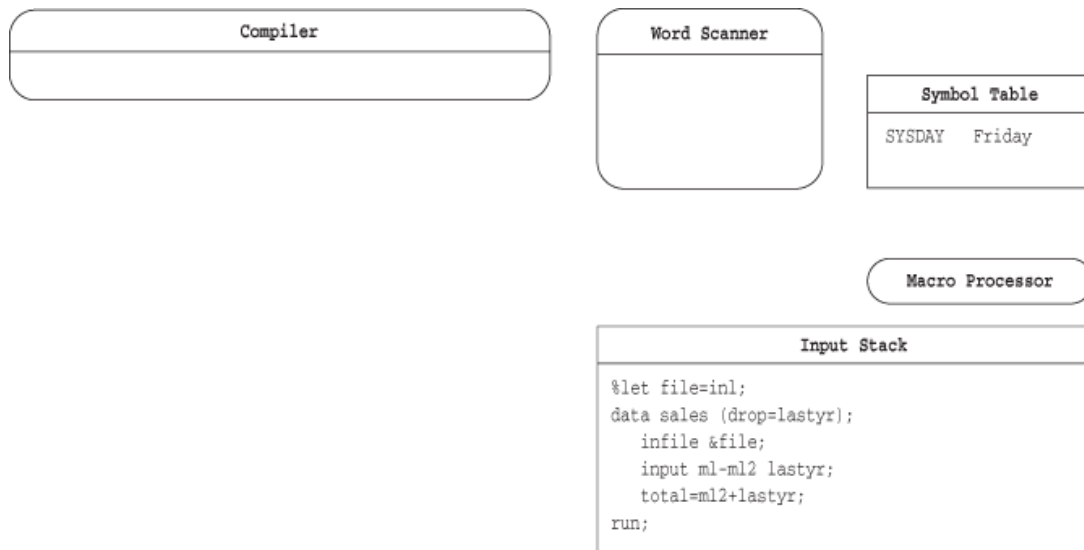 Compiler
Word Scanner
Symbol Table
SYSDAY Friday
Macro Processor
Input Stack
%let file=inl;
data sales (drop=lastyr);
infile &file;
input ml-ml2 lastyr;
total=ml2+lastyr;
run;